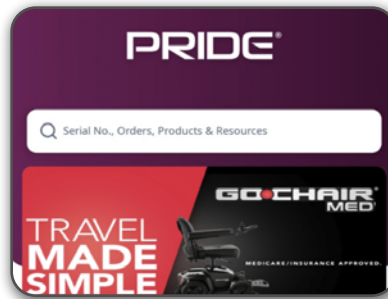 PRIDE®
Serial No., Orders, Products & Resources
GO CHAIR®
MED
TRAVEL
MADE
SIMPLE
MEDICARE/INSURANCE APPROVED